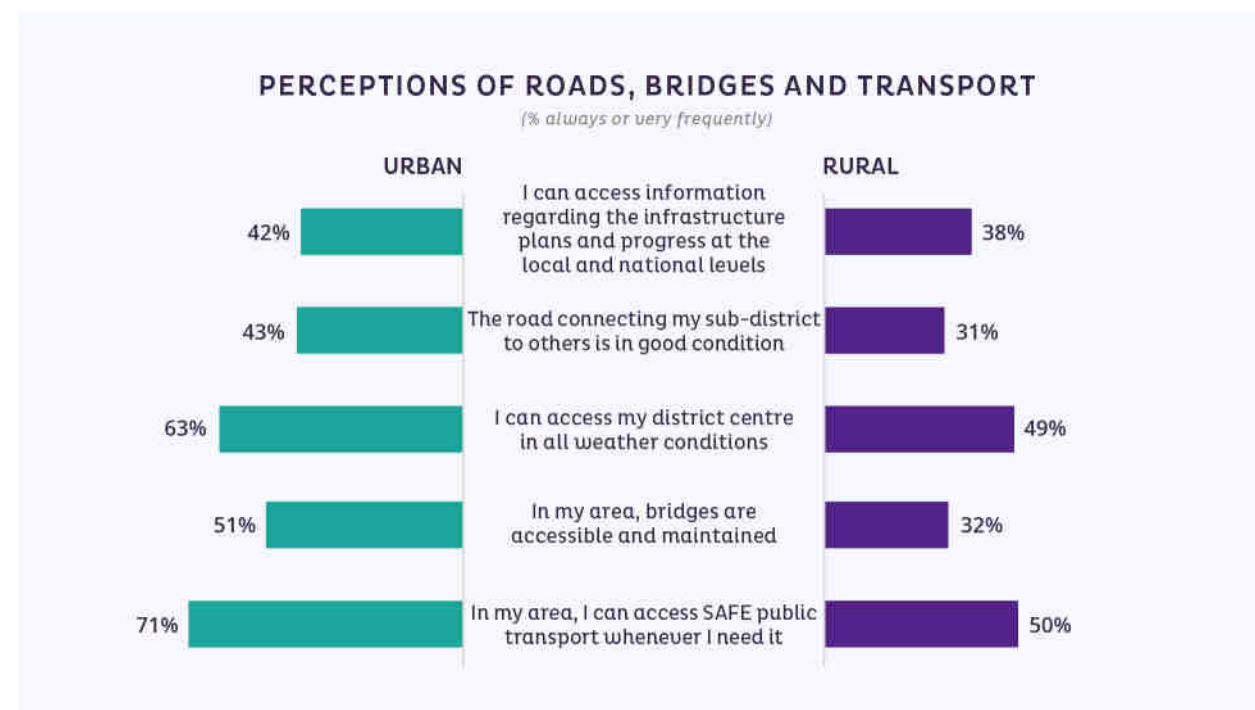 PERCEPTIONS OF ROADS, BRIDGES AND TRANSPORT
(% always or very frequently)
URBAN
RURAL
I can access information
regarding the infrastructure
plans and progress at the
local and national levels
42%
38%
The road connecting my sub-district
to others is in good condition
43%
31%
I can access my district centre
in all weather conditions
63%
49%
In my area, bridges are
accessible and maintained
51%
32%
In my area, I can access SAFE public
transport whenever I need it
71%
50%